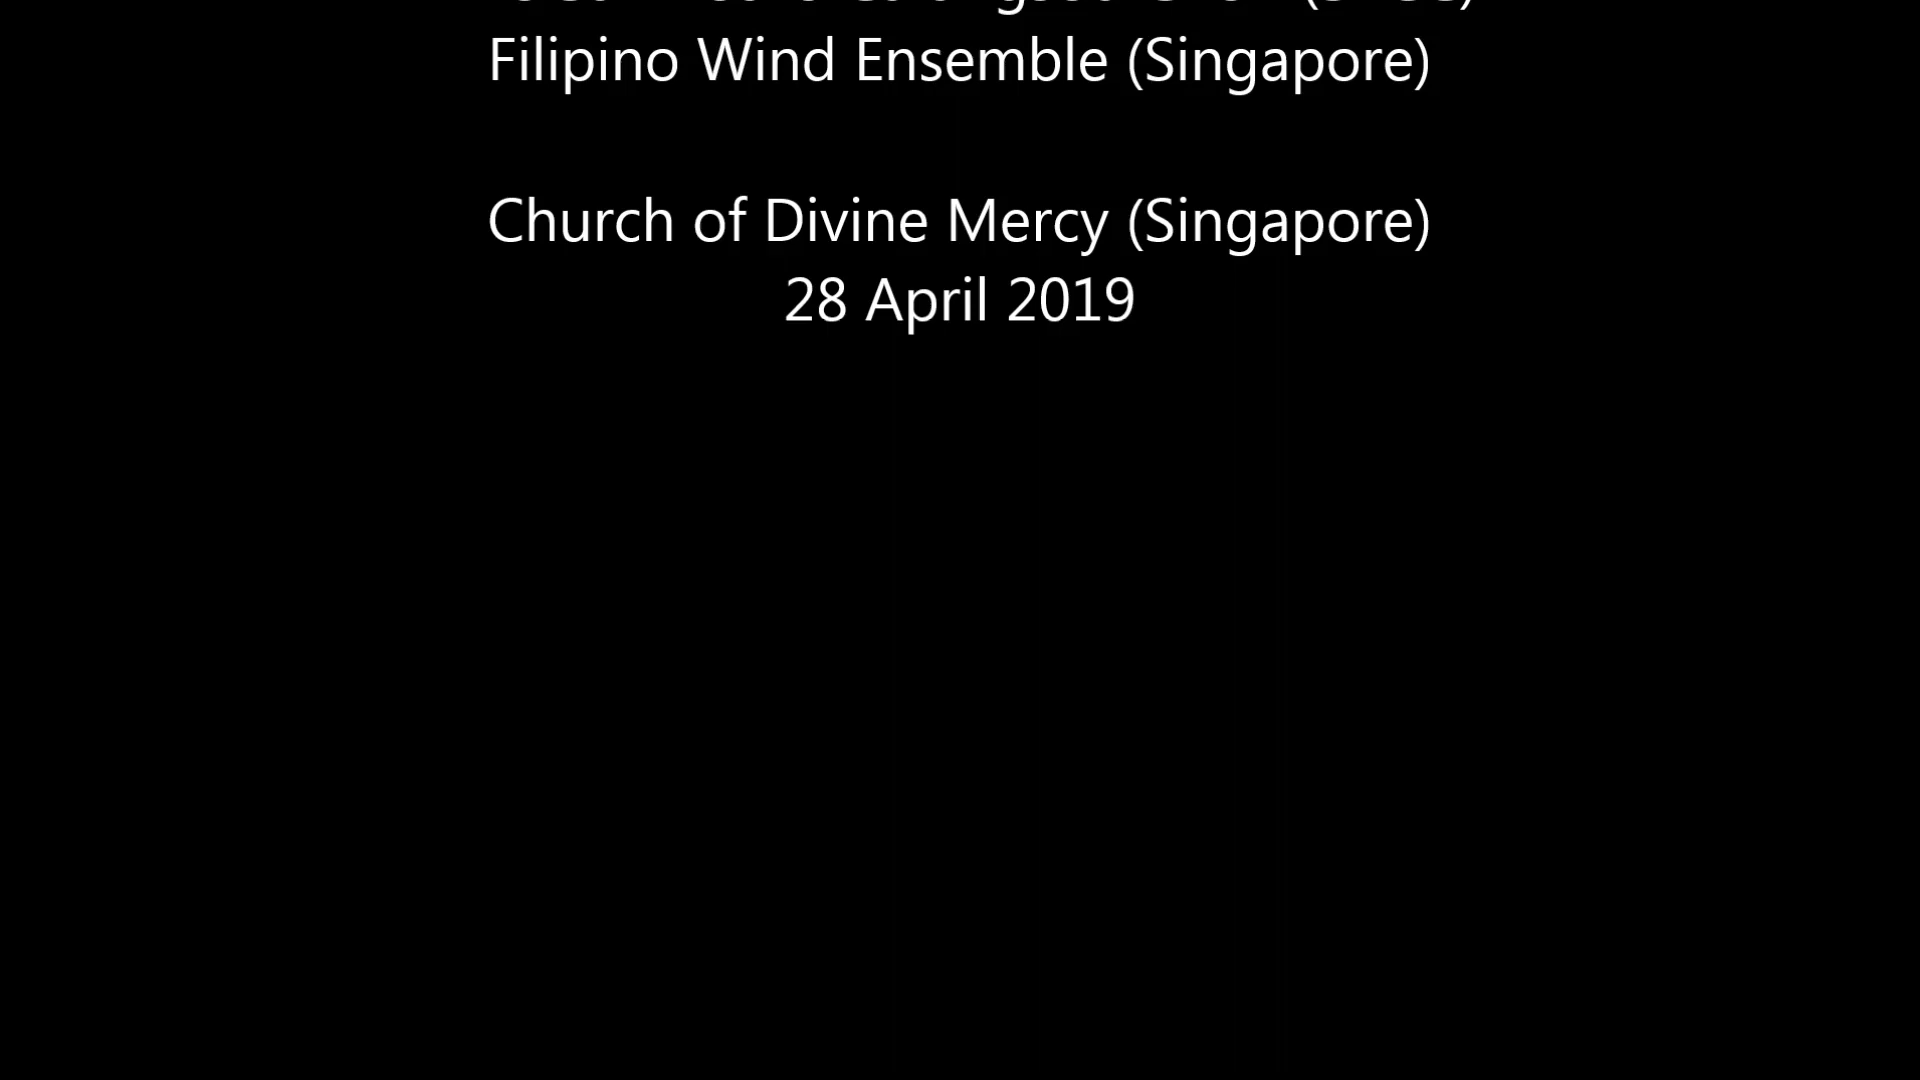 Filipino Wind Ensemble (Singapore)
Church of Divine Mercy (Singapore)
28 April 2019